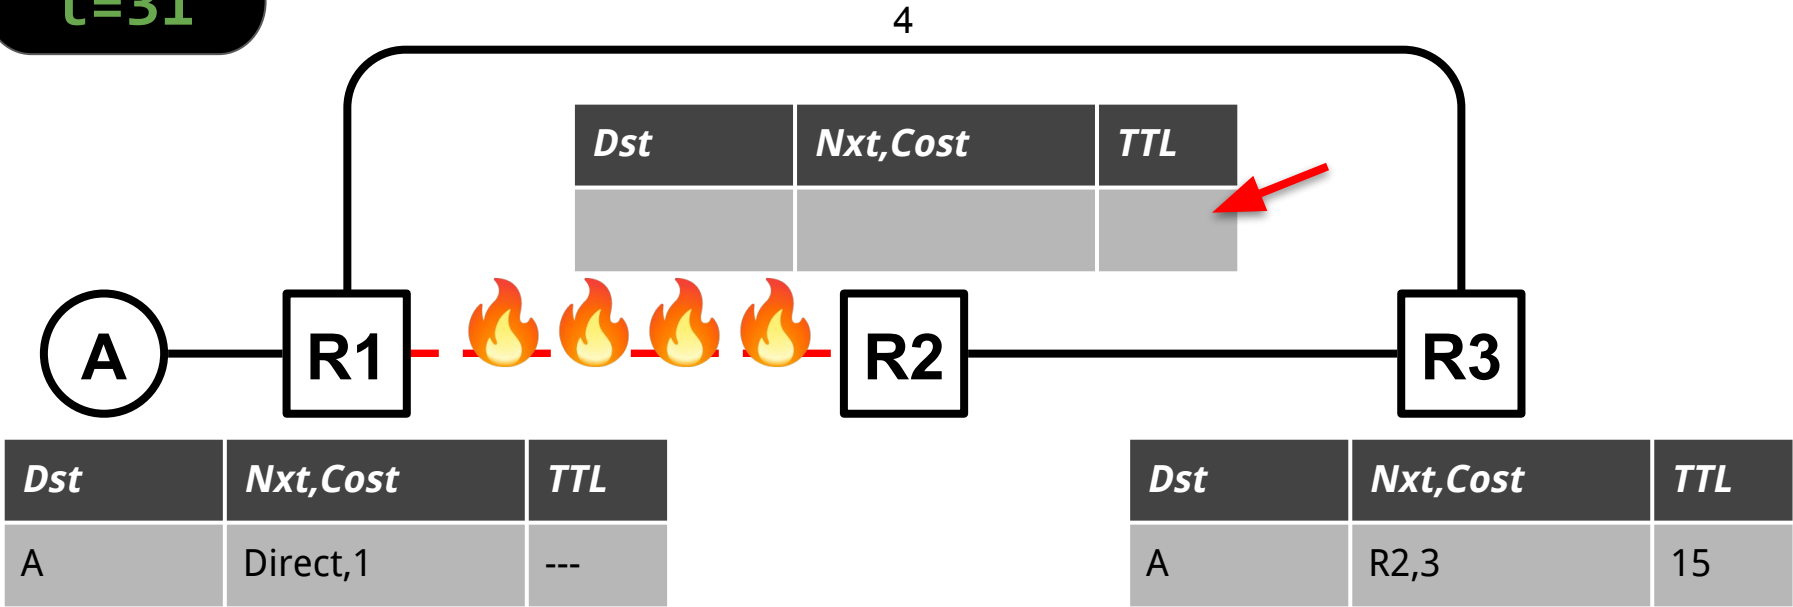 t=31
4
Dst Nxt,Cost TTL
A R1 R2 R3
Dst Nxt,Cost TTL
A Direct,1 ---
Dst Nxt,Cost TTL
A R2,3 15